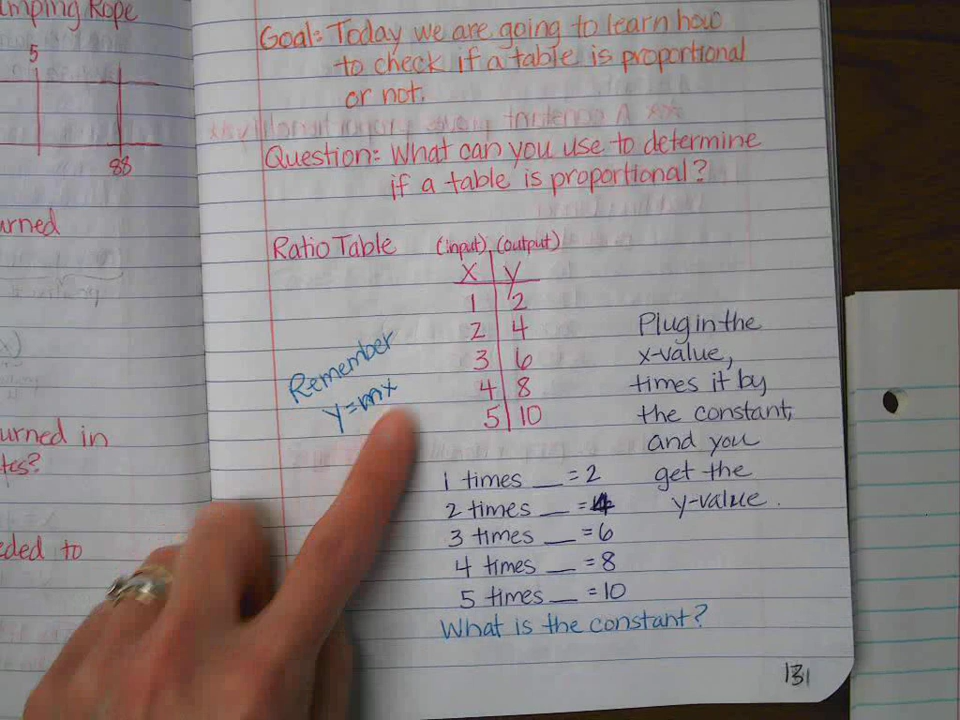 mping Rope
5
88
urned
urned in
tes?
eded to
Goal: Today we are going to learn how
to check if a table is proportional
or not.
Question: What can you use to determine
if a table is proportional?
Ratio Table (input) (output)
X Y
1 2
2 4
3 6
4 8
5 10
Remember
y=mx
Plug in the
x-value,
times it by
the constant,
and you
get the
y-value.
1 times __ = 2
2 times __ = 4
3 times __ = 6
4 times __ = 8
5 times __ = 10
What is the constant?
131